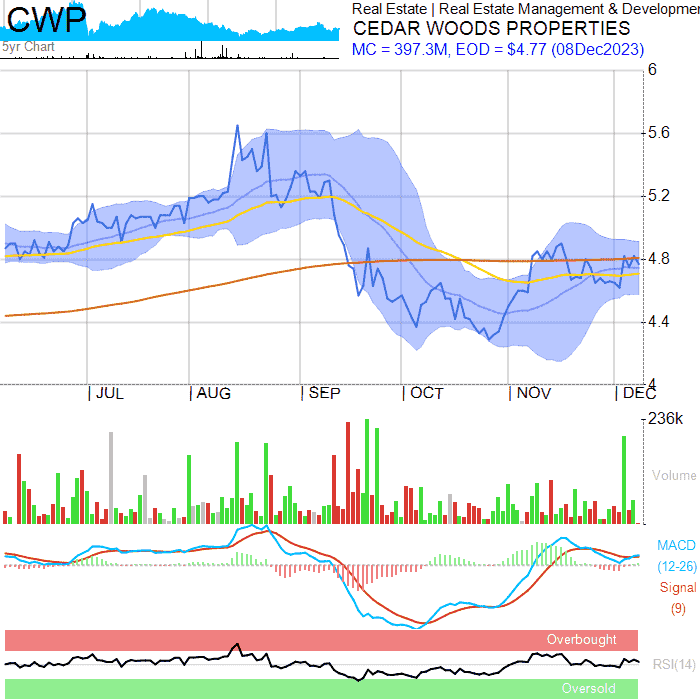 CWP
5yr Chart
Real Estate | Real Estate Management & Developmen
CEDAR WOODS PROPERTIES
MC = 397.3M, EOD = $4.77 (08Dec2023)
6
5.6
5.2
4.8
4.4
4
JUL AUG SEP OCT NOV DEC
236k
Volume
MACD
(12-26)
Signal
(9)
Overbought
RSI(14)
Oversold